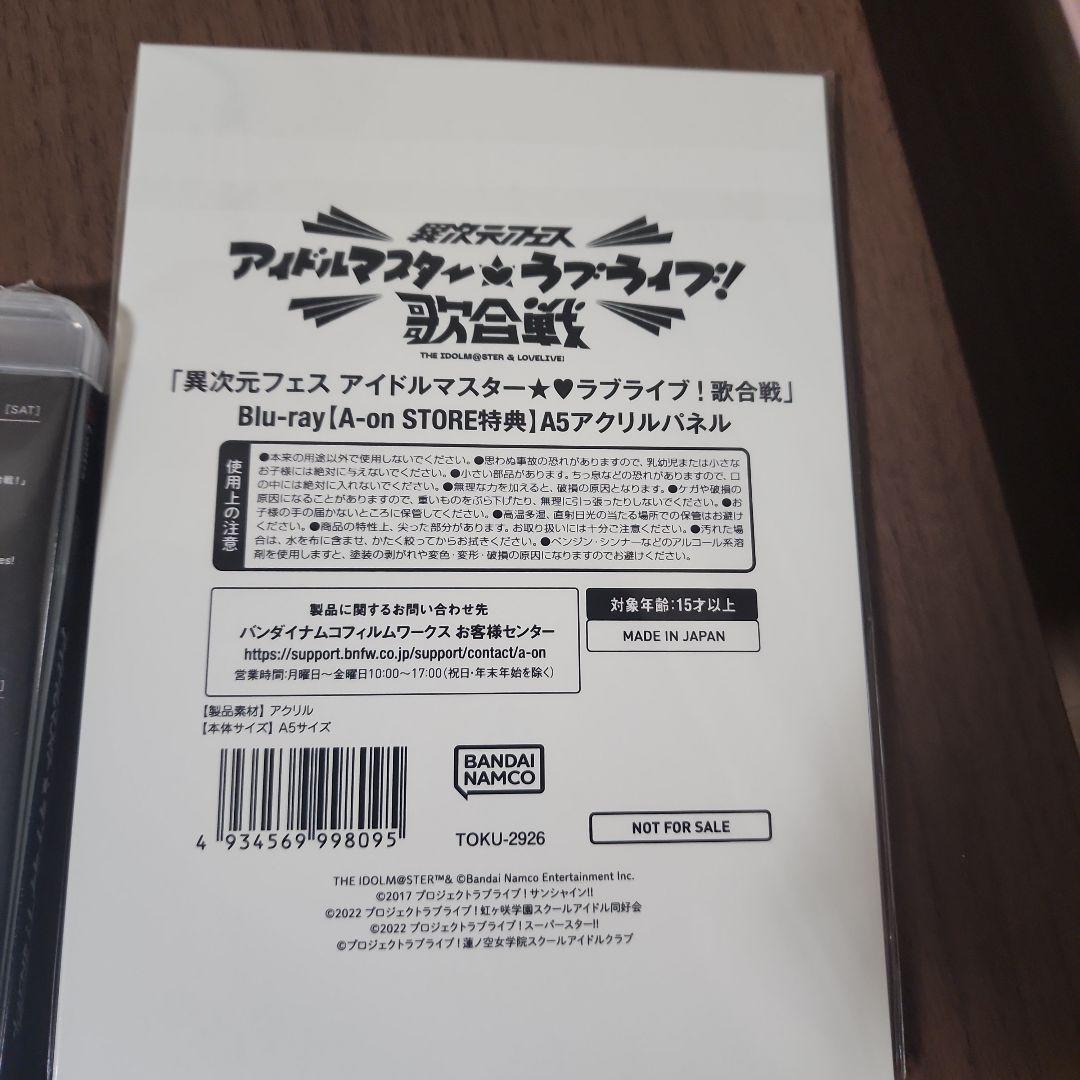 異次元フェス
アイドルマスター★♥ラブライブ!
歌合戦
THE IDOLM@STER & LOVELIVE!
「異次元フェス アイドルマスター★♥ラブライブ!歌合戦」
Blu-ray【A-on STORE特典】A5アクリルパネル
使用上の注意
●本来の用途以外で使用しないでください。●思わぬ事故の恐れがありますので、乳幼児または小さな
お子様には絶対に与えないでください。●小さい部品があります。ちっ息などの恐れがありますので、口
の中には絶対に入れないでください。●無理な力を加えると、破損の原因となります。●ケガや破損の
原因になることがありますので、重いものをぶら下げたり、無理に引っ張ったりしないでください。●お
子様の手の届かないところに保管してください。●高温多湿、直射日光の当たる場所での保管はお避け
ください。●商品の特性上、尖った部分があります。お取り扱いには十分ご注意ください。●汚れた場
合は、水を布に含ませ、かたく絞ってからお拭きください。●ベンジン・シンナーなどのアルコール系溶
剤を使用しますと、塗装の剥がれや変色・変形・破損の原因になりますのでお避けください。
製品に関するお問い合わせ先
バンダイナムコフィルムワークス お客様センター
https://support.bnfw.co.jp/support/contact/a-on
営業時間:月曜日～金曜日10:00～17:00(祝日・年末年始を除く)
対象年齢:15才以上
MADE IN JAPAN
【製品素材】アクリル
【本体サイズ】A5サイズ
4 934569 998095
BANDAI
NAMCO
TOKU-2926
NOT FOR SALE
THE IDOLM@STER™& ©Bandai Namco Entertainment Inc.
©2017 プロジェクトラブライブ!サンシャイン!!
©2022 プロジェクトラブライブ!虹ヶ咲学園スクールアイドル同好会
©2022 プロジェクトラブライブ!スーパースター!!
©プロジェクトラブライブ!蓮ノ空女学院スクールアイドルクラブ
[SAT]